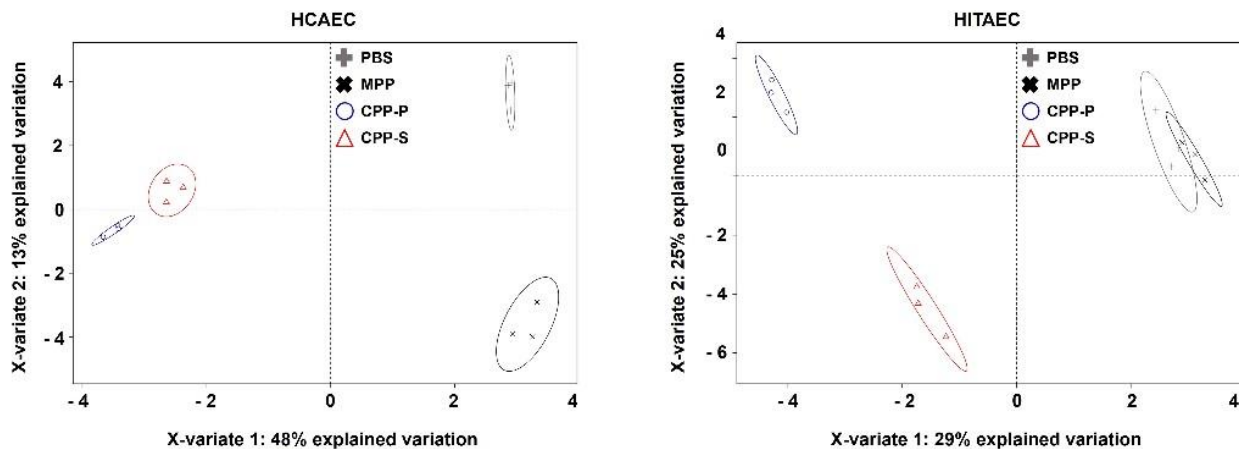 HCAEC
X-variate 2: 13% explained variation
4
2
0
- 2
- 4
PBS
MPP
CPP-P
CPP-S
- 4
- 2
0
2
4
X-variate 1: 48% explained variation
HITAEC
X-variate 2: 25% explained variation
4
2
0
- 2
- 4
- 6
PBS
MPP
CPP-P
CPP-S
- 4
- 2
0
2
4
X-variate 1: 29% explained variation